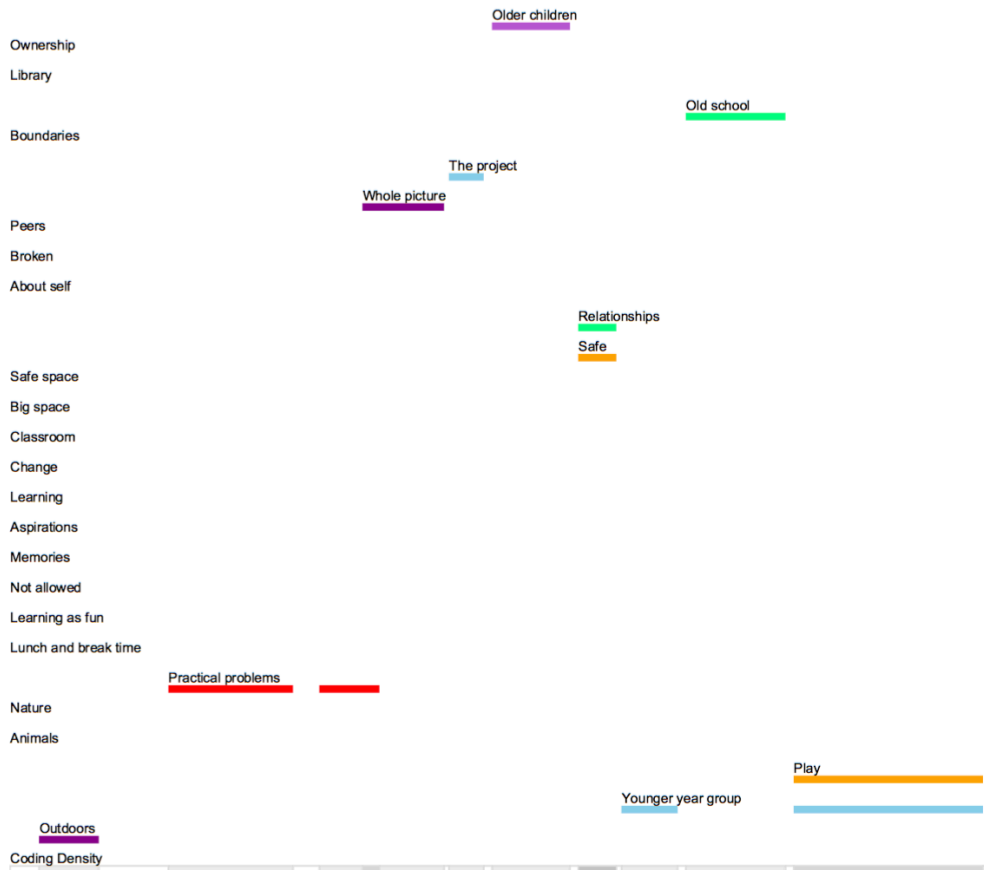 Older children
Ownership
Library
Old school
Boundaries
The project
Whole picture
Peers
Broken
About self
Relationships
Safe
Safe space
Big space
Classroom
Change
Learning
Aspirations
Memories
Not allowed
Learning as fun
Lunch and break time
Practical problems
Nature
Animals
Play
Younger year group
Outdoors
Coding Density